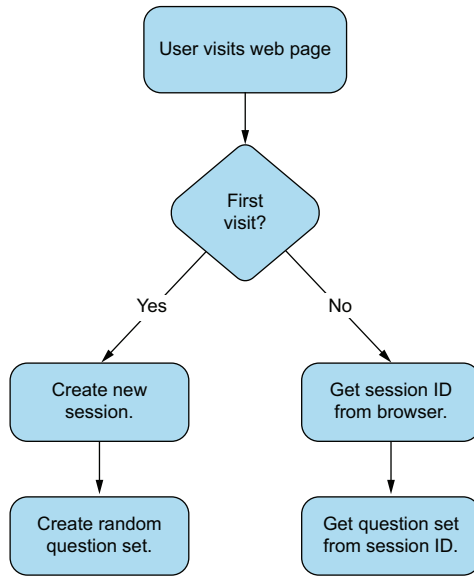 User visits web page
First
visit?
Yes
No
Create new
session.
Get session ID
from browser.
Create random
question set.
Get question set
from session ID.